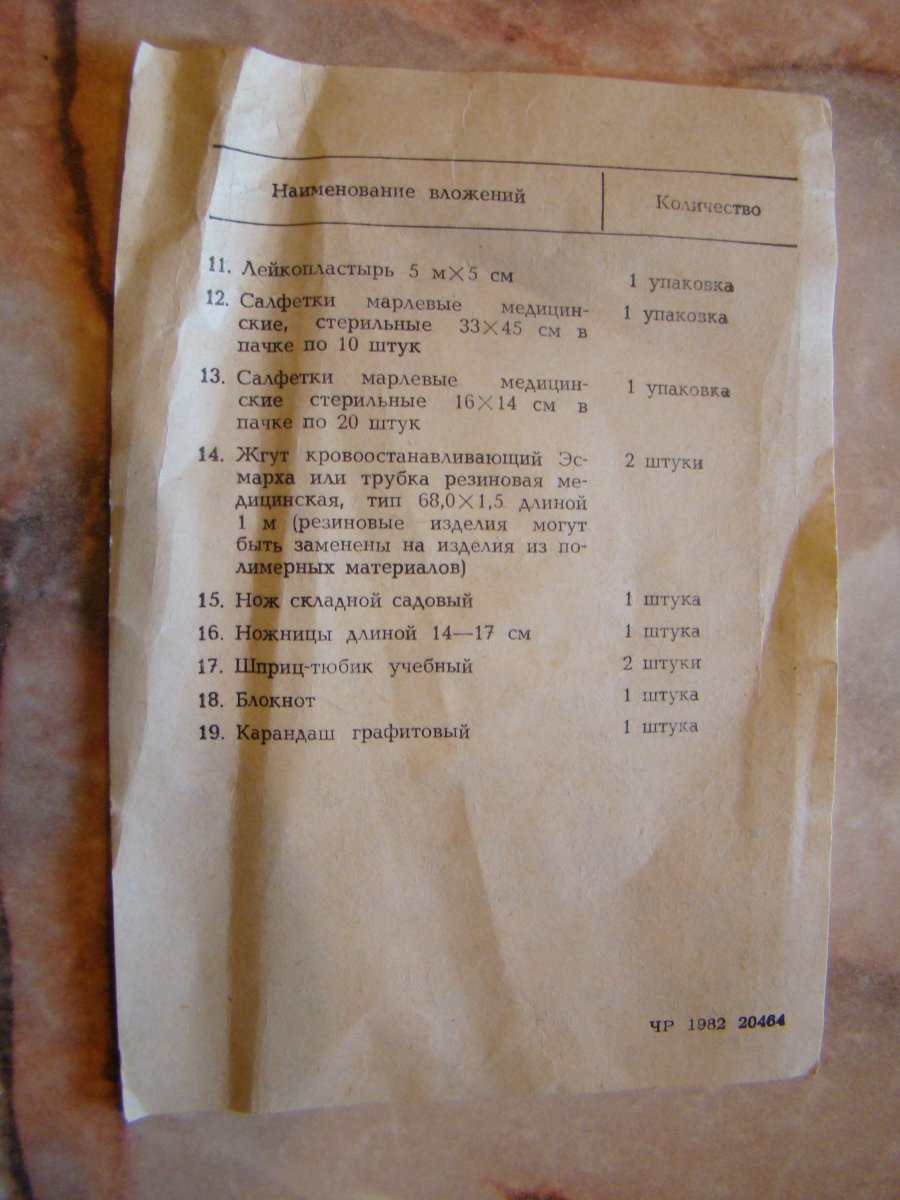 Наименование вложений Количество
11. Лейкопластырь 5 м×5 см 1 упаковка
12. Салфетки марлевые медицин- 1 упаковка
ские, стерильные 33×45 см в
пачке по 10 штук
13. Салфетки марлевые медицин- 1 упаковка
ские стерильные 16×14 см в
пачке по 20 штук
14. Жгут кровоостанавливающий Эс- 2 штуки
марха или трубка резиновая ме-
дицинская, тип 68,0×1,5 длиной
1 м (резиновые изделия могут
быть заменены на изделия из по-
лимерных материалов)
15. Нож складной садовый 1 штука
16. Ножницы длиной 14—17 см 1 штука
17. Шприц-тюбик учебный 2 штуки
18. Блокнот 1 штука
19. Карандаш графитовый 1 штука
ЧР 1982 20464